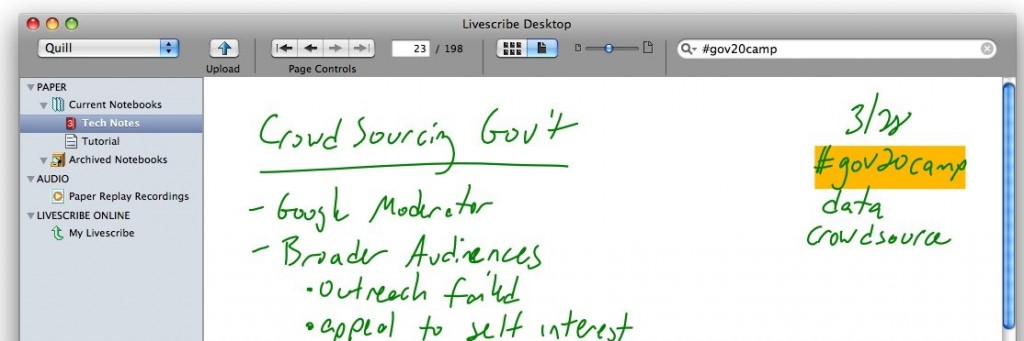 Livescribe Desktop
Quill
Upload
Page Controls
23 / 198
#gov20camp
PAPER
Current Notebooks
3 Tech Notes
Tutorial
Archived Notebooks
AUDIO
Paper Replay Recordings
LIVESCRIBE ONLINE
My Livescribe
Crowd Sourcing Gov't
- Google Moderator
- Broader Audiences
• outreach failed
• appeal to self interest
3/28
#gov20camp
data
crowdsource